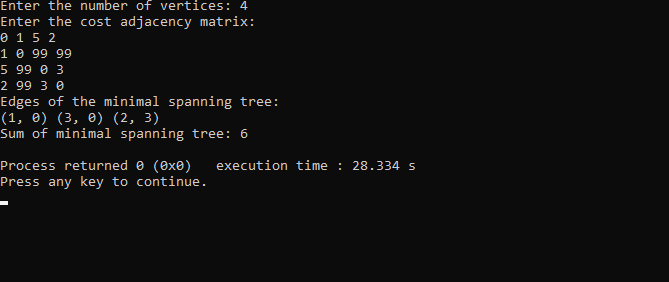 Enter the number of vertices: 4
Enter the cost adjacency matrix:
0 1 5 2
1 0 99 99
5 99 0 3
2 99 3 0
Edges of the minimal spanning tree:
(1, 0) (3, 0) (2, 3)
Sum of minimal spanning tree: 6
Process returned 0 (0x0)   execution time : 28.334 s
Press any key to continue.